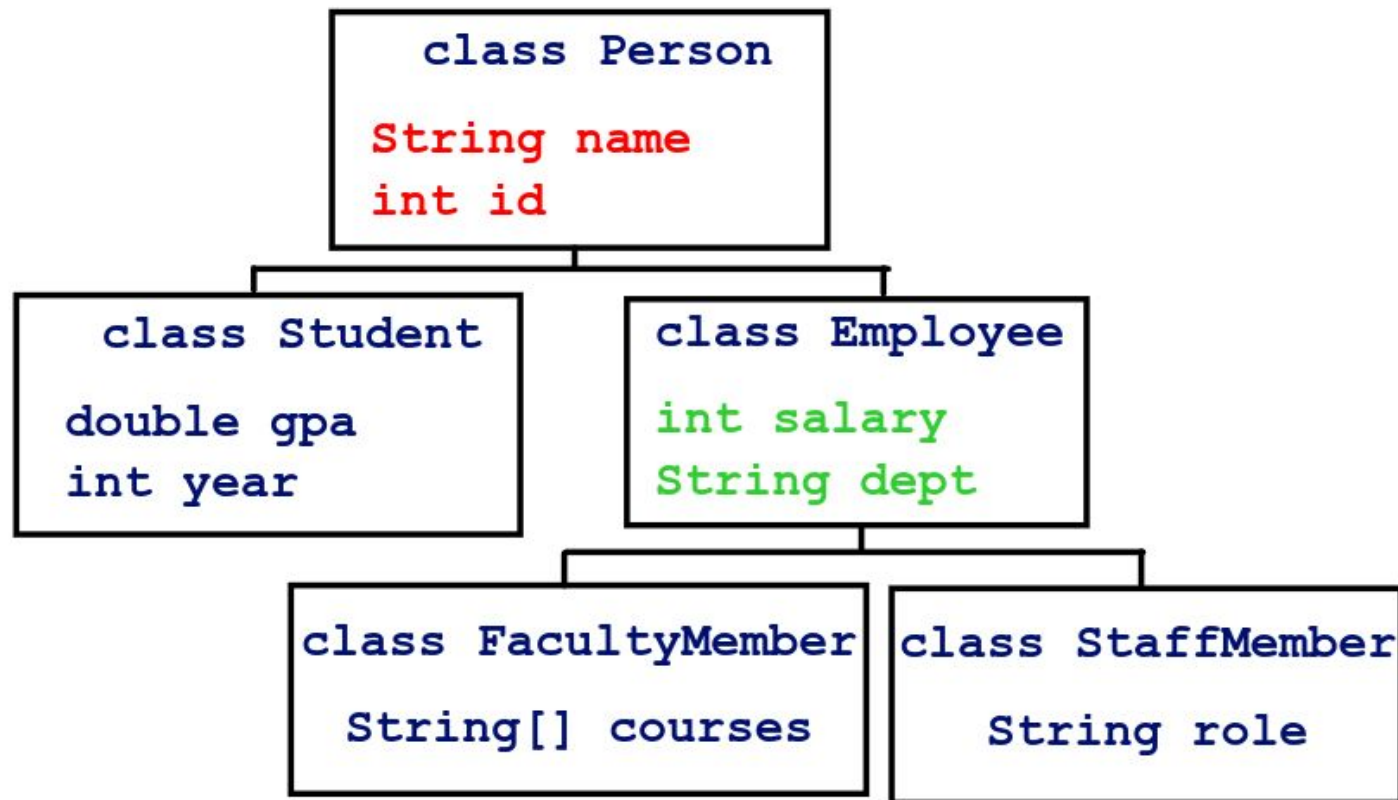 class Person
String name
int id
class Student
double gpa
int year
class Employee
int salary
String dept
class FacultyMember
String[] courses
class StaffMember
String role